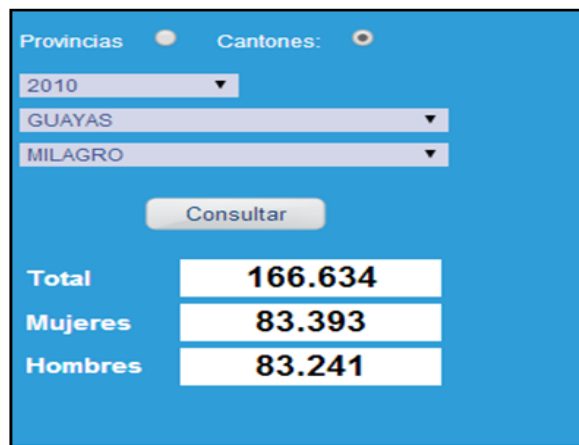 Provincias Cantones:
2010
GUAYAS
MILAGRO
Consultar
Total 166.634
Mujeres 83.393
Hombres 83.241